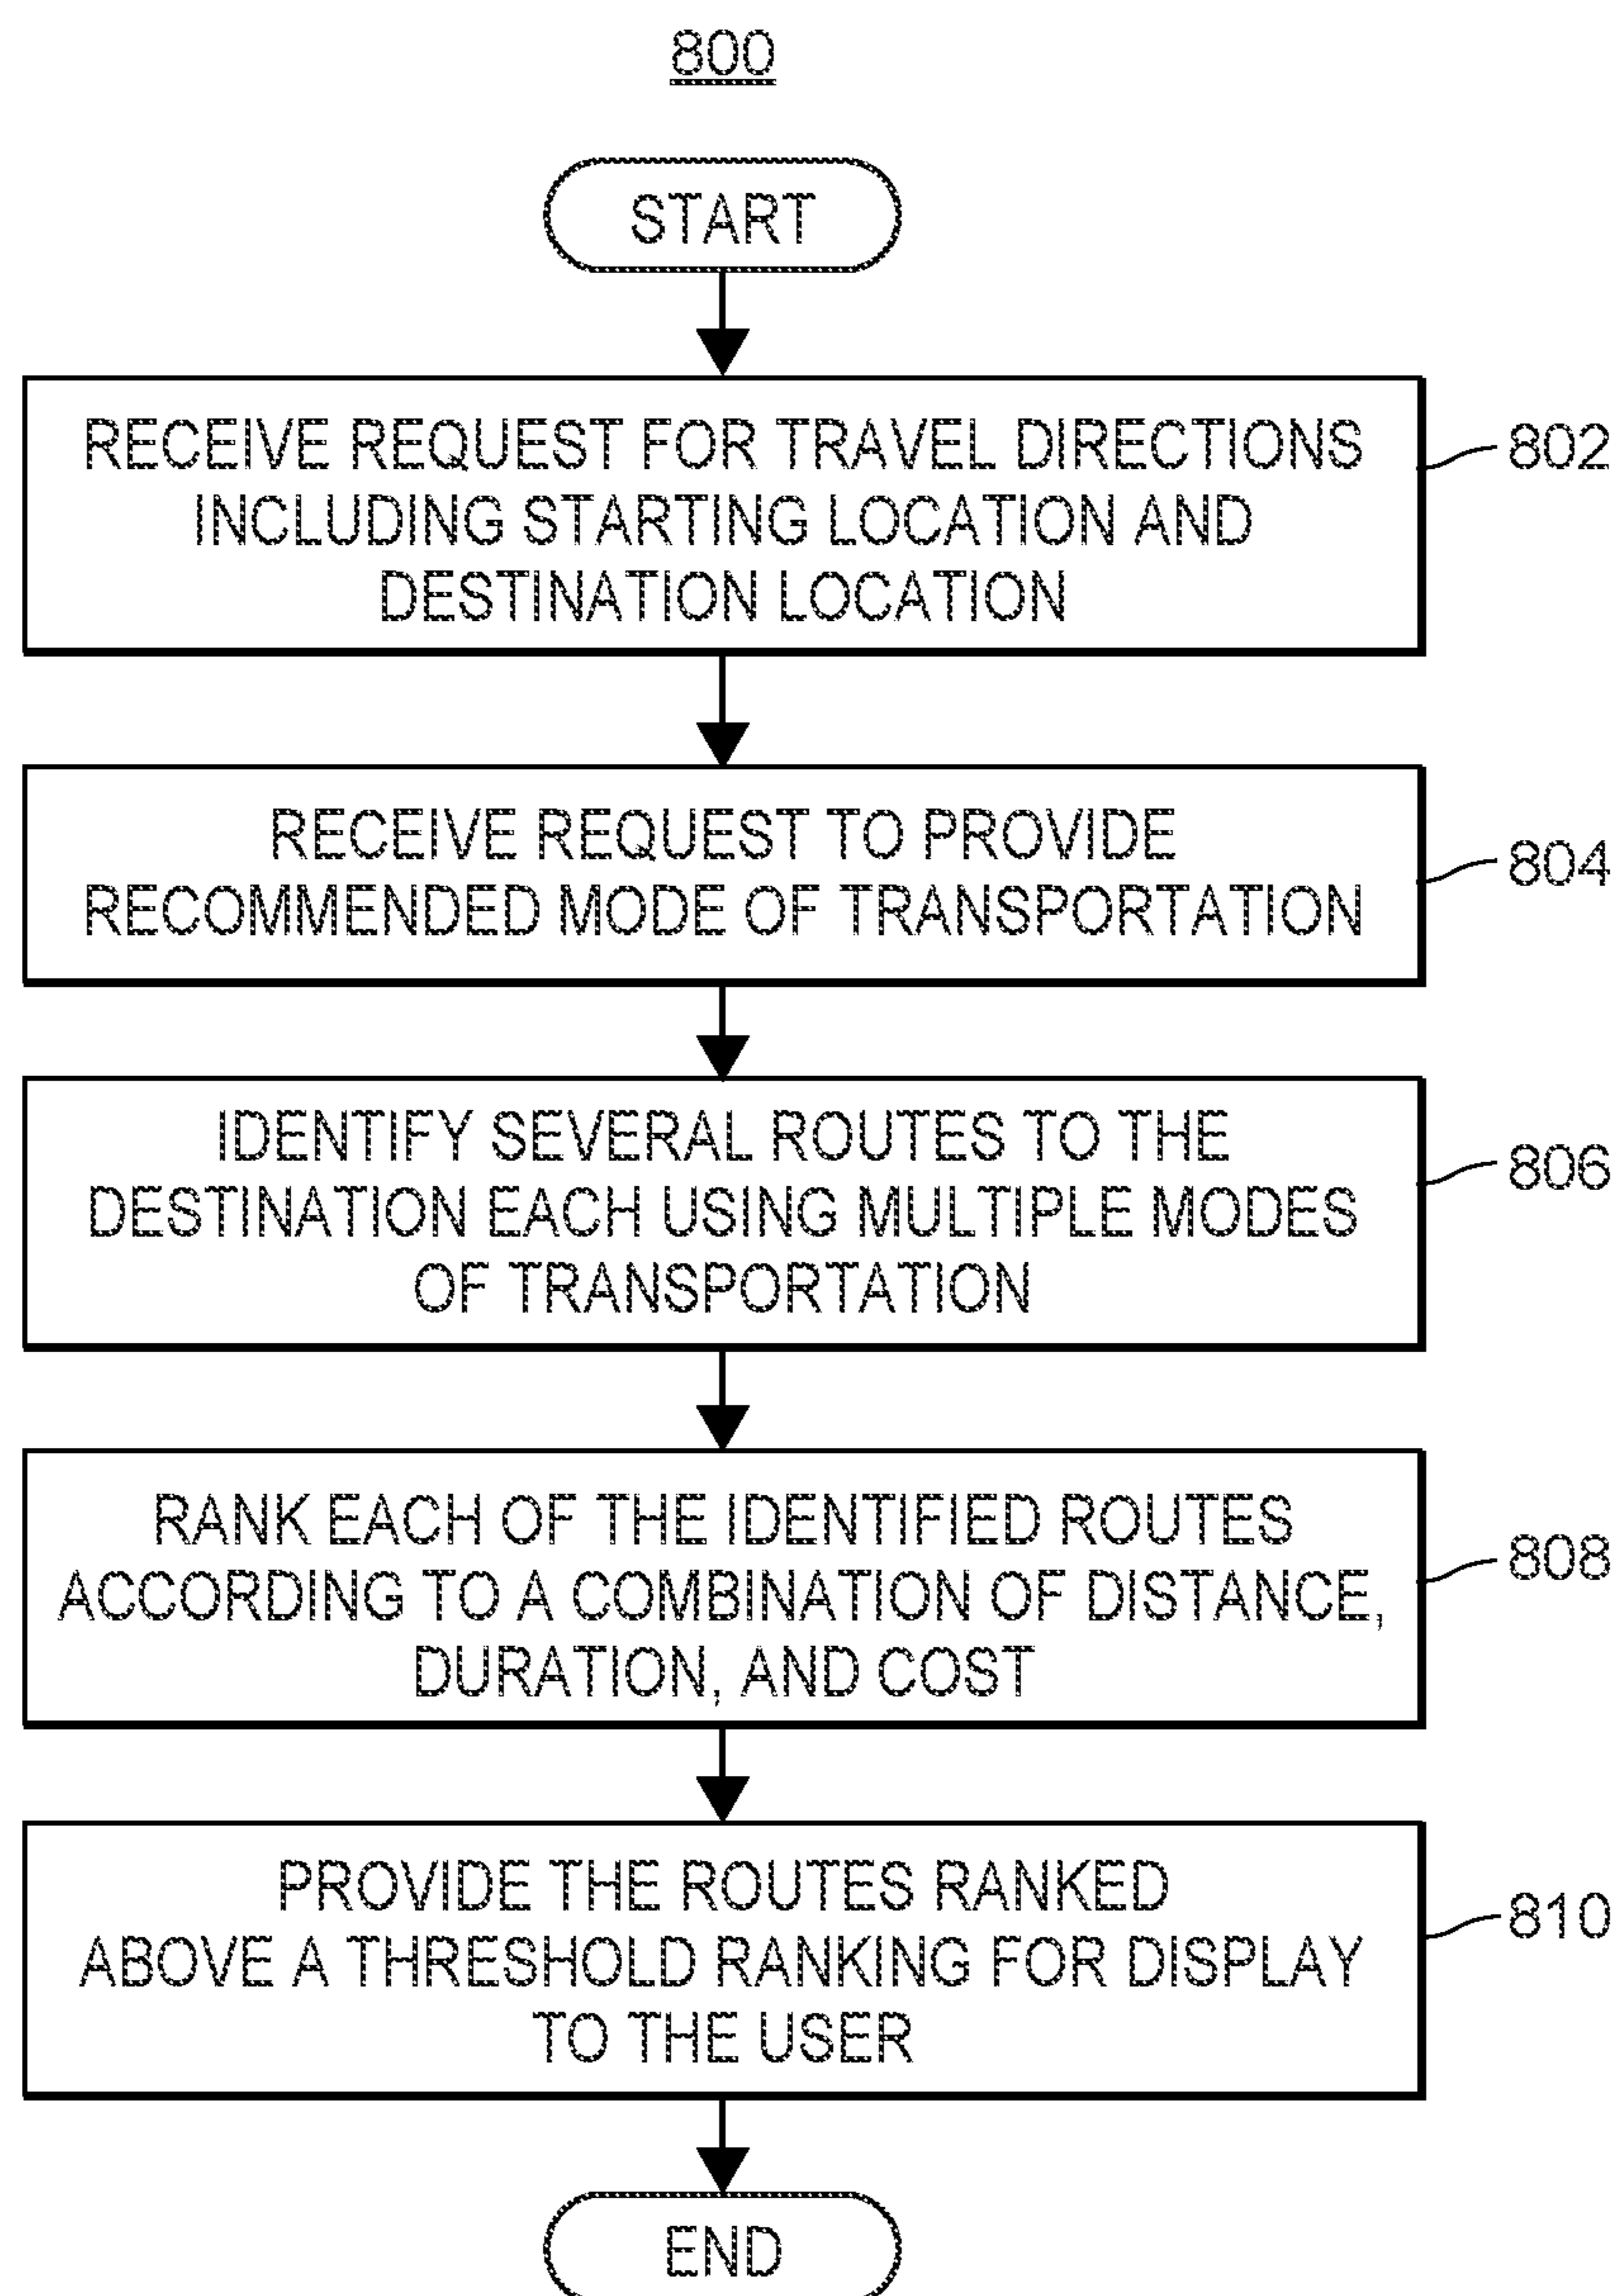 800
START
RECEIVE REQUEST FOR TRAVEL DIRECTIONS
INCLUDING STARTING LOCATION AND
DESTINATION LOCATION
802
RECEIVE REQUEST TO PROVIDE
RECOMMENDED MODE OF TRANSPORTATION
804
IDENTIFY SEVERAL ROUTES TO THE
DESTINATION EACH USING MULTIPLE MODES
OF TRANSPORTATION
806
RANK EACH OF THE IDENTIFIED ROUTES
ACCORDING TO A COMBINATION OF DISTANCE,
DURATION, AND COST
808
PROVIDE THE ROUTES RANKED
ABOVE A THRESHOLD RANKING FOR DISPLAY
TO THE USER
810
END